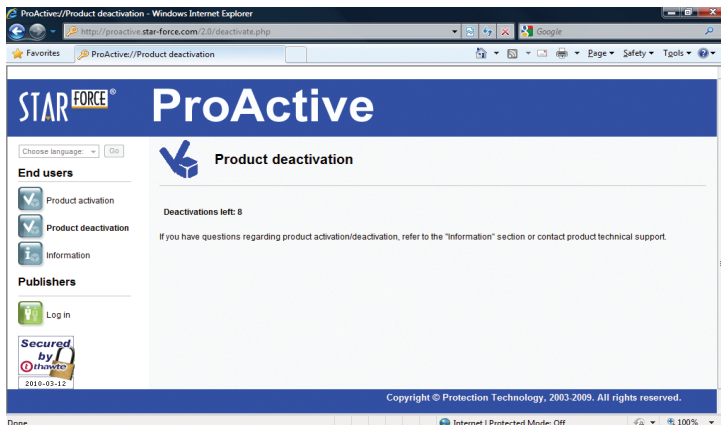 ProActive://Product deactivation - Windows Internet Explorer
http://proactive.star-force.com/2.0/deactivate.php
Google
Favorites
ProActive://Product deactivation
Page
Safety
Tools
STAR FORCE®
ProActive
Choose language:
Go
End users
Product activation
Product deactivation
Information
Publishers
Log in
Secured
by
thawte
2010-03-12
Product deactivation
Deactivations left: 8
If you have questions regarding product activation/deactivation, refer to the "Information" section or contact product technical support.
Copyright © Protection Technology, 2003-2009. All rights reserved.
Done
Internet | Protected Mode: Off
100%